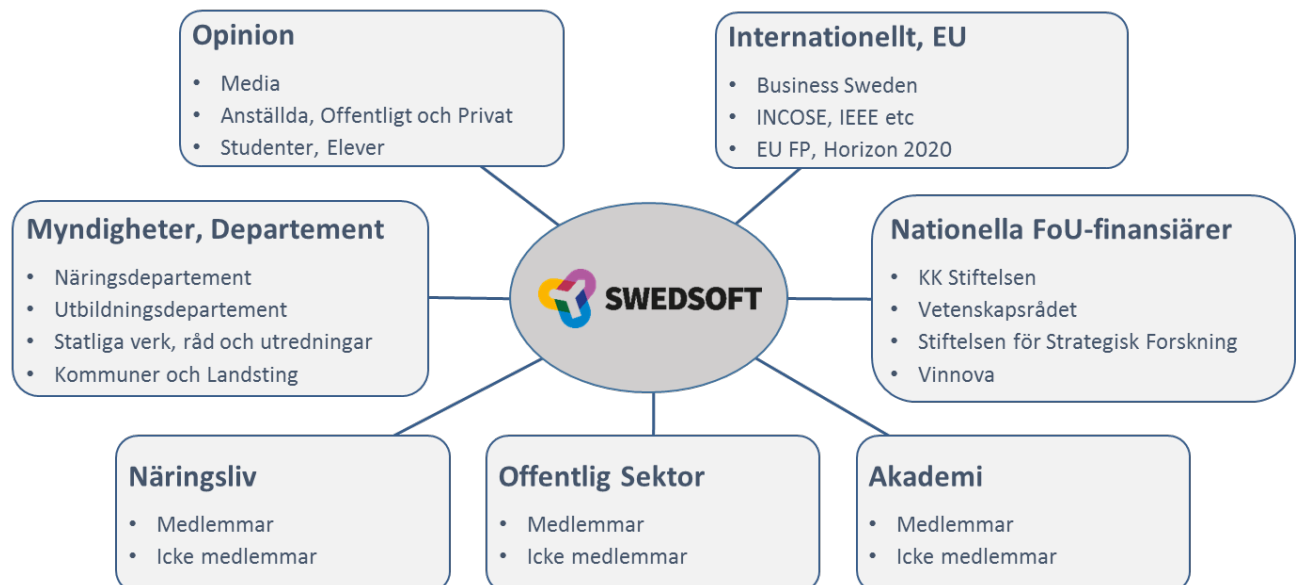 Opinion
• Media
• Anställda, Offentligt och Privat
• Studenter, Elever
Internationellt, EU
• Business Sweden
• INCOSE, IEEE etc
• EU FP, Horizon 2020
Myndigheter, Departement
• Näringsdepartement
• Utbildningsdepartement
• Statliga verk, råd och utredningar
• Kommuner och Landsting
SWEDSOFT
Nationella FoU-finansiärer
• KK Stiftelsen
• Vetenskapsrådet
• Stiftelsen för Strategisk Forskning
• Vinnova
Näringsliv
• Medlemmar
• Icke medlemmar
Offentlig Sektor
• Medlemmar
• Icke medlemmar
Akademi
• Medlemmar
• Icke medlemmar